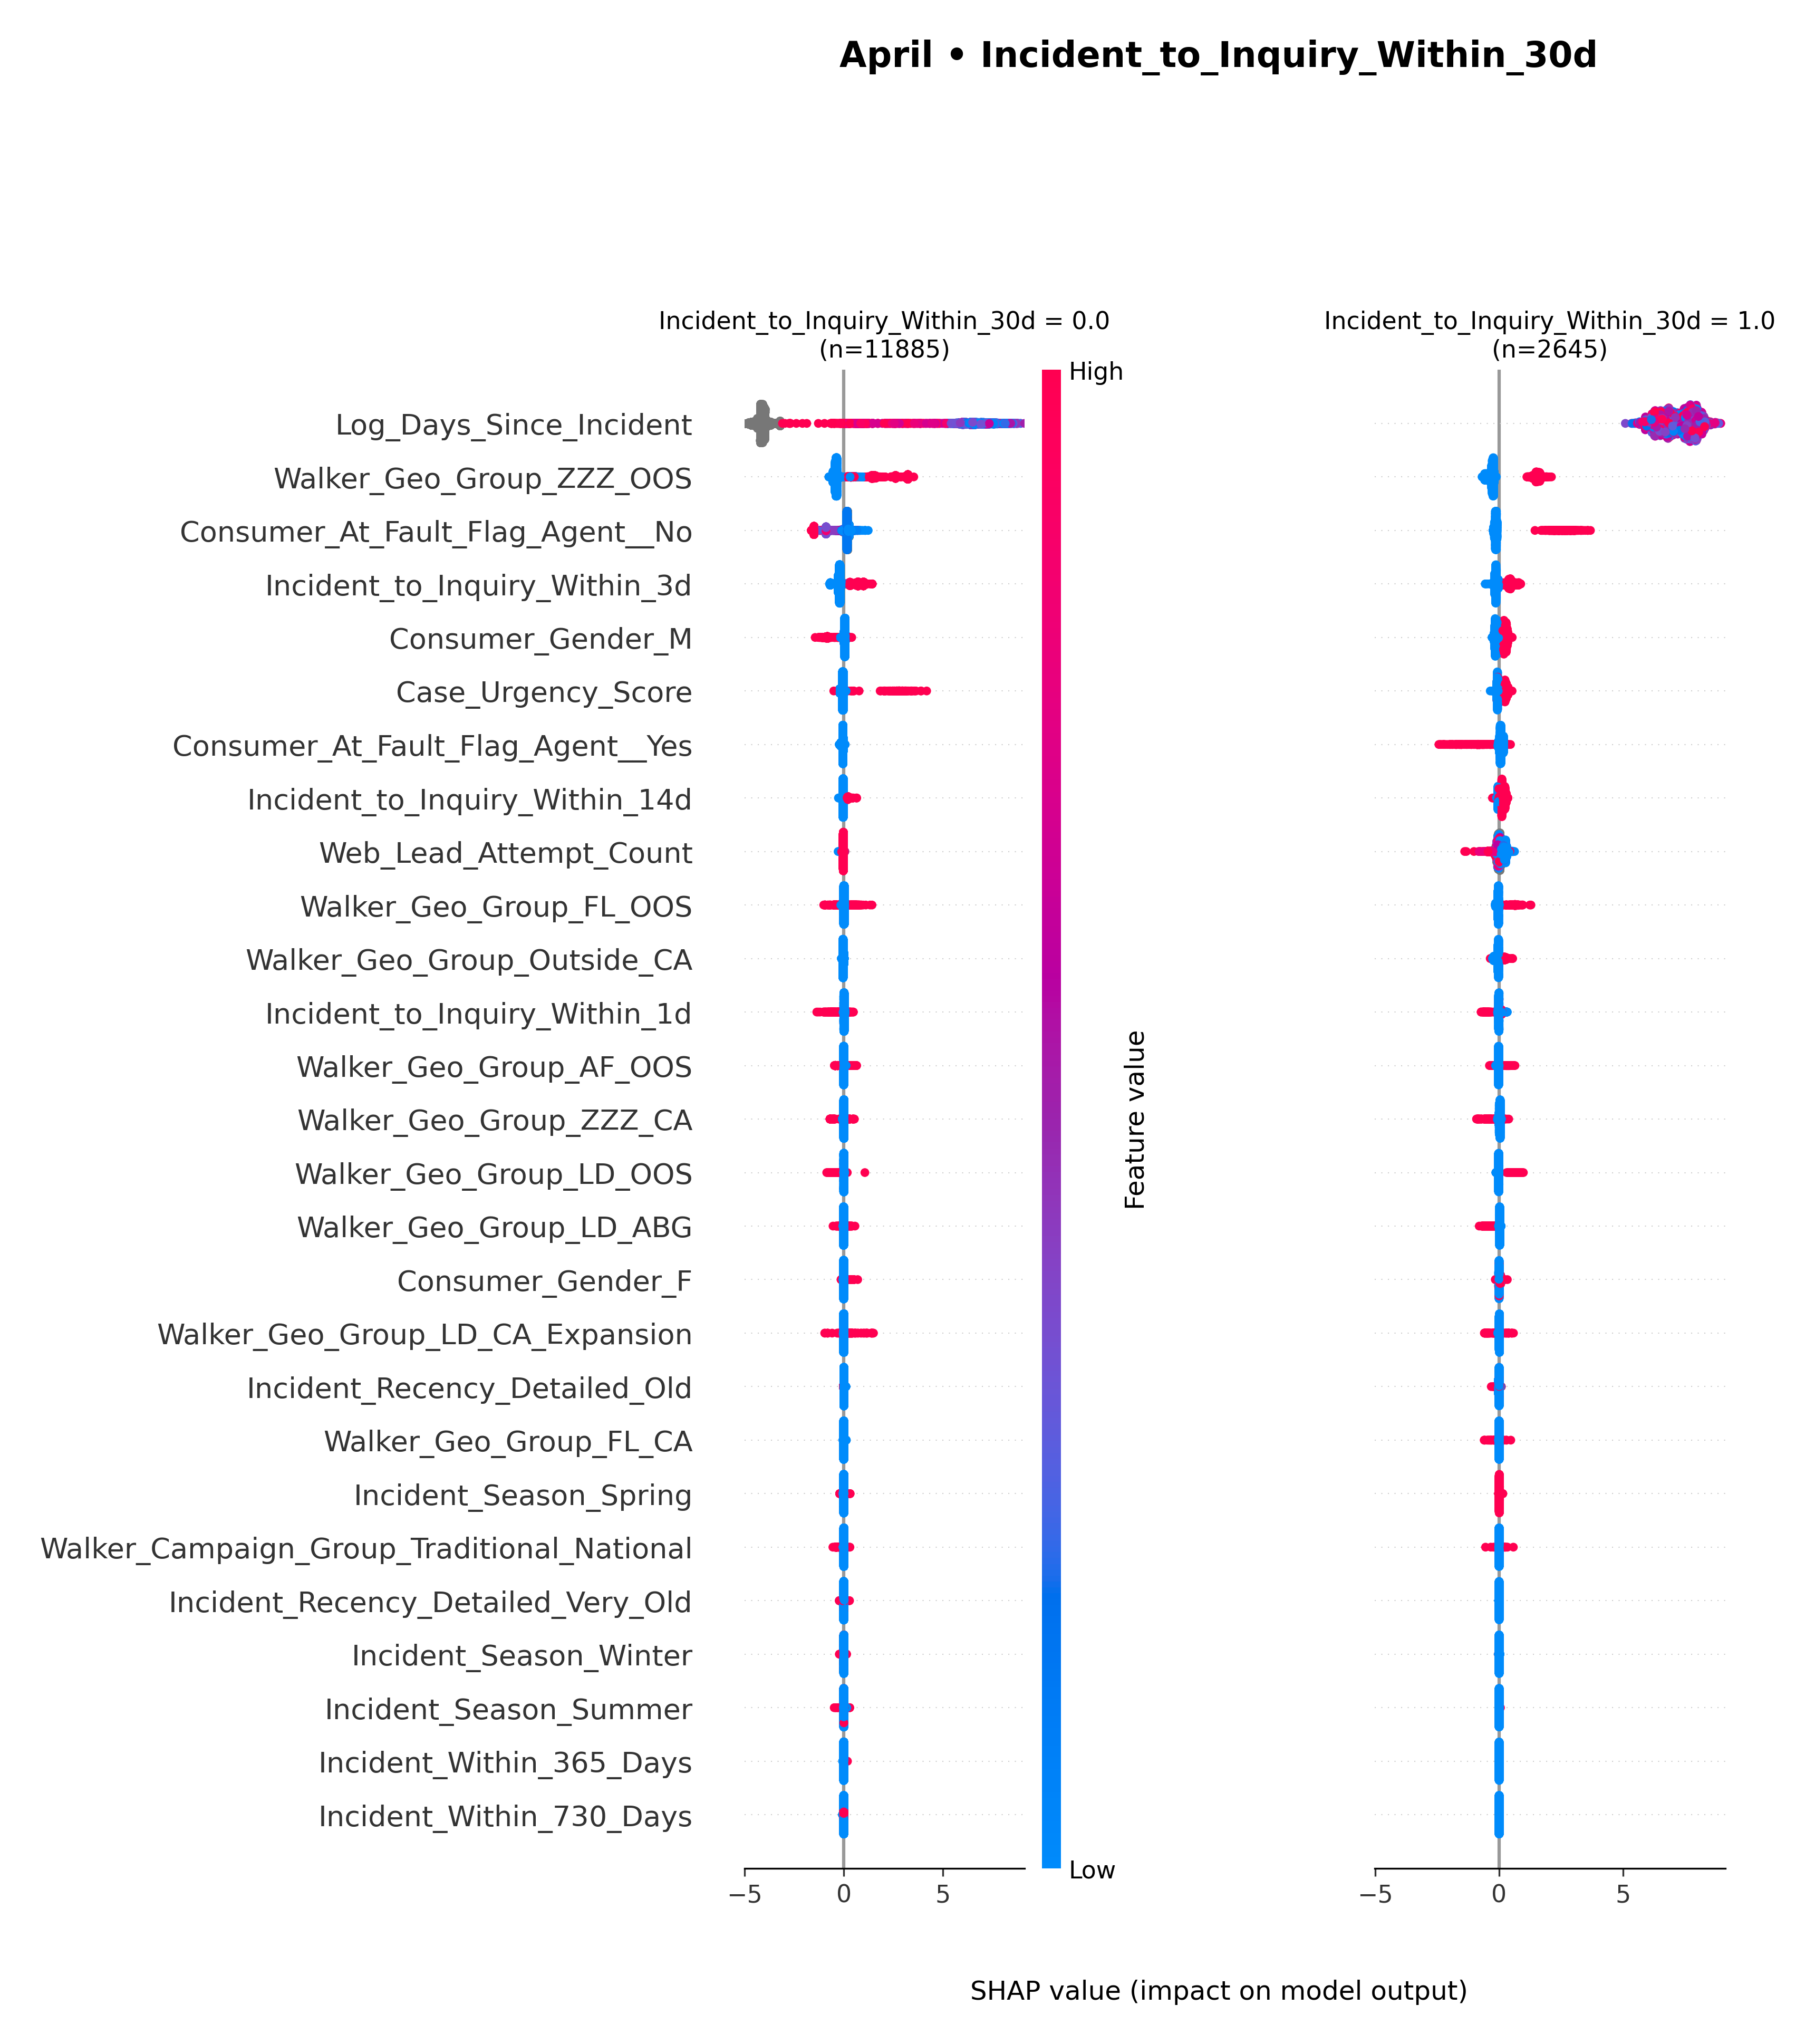 April • Incident_to_Inquiry_Within_30d
Incident_to_Inquiry_Within_30d = 0.0
(n=11885)
Incident_to_Inquiry_Within_30d = 1.0
(n=2645)
High
Log_Days_Since_Incident
Walker_Geo_Group_ZZZ_OOS
Consumer_At_Fault_Flag_Agent__No
Incident_to_Inquiry_Within_3d
Consumer_Gender_M
Case_Urgency_Score
Consumer_At_Fault_Flag_Agent__Yes
Incident_to_Inquiry_Within_14d
Web_Lead_Attempt_Count
Walker_Geo_Group_FL_OOS
Walker_Geo_Group_Outside_CA
Incident_to_Inquiry_Within_1d
Walker_Geo_Group_AF_OOS
Walker_Geo_Group_ZZZ_CA
Walker_Geo_Group_LD_OOS
Walker_Geo_Group_LD_ABG
Consumer_Gender_F
Walker_Geo_Group_LD_CA_Expansion
Incident_Recency_Detailed_Old
Walker_Geo_Group_FL_CA
Incident_Season_Spring
Walker_Campaign_Group_Traditional_National
Incident_Recency_Detailed_Very_Old
Incident_Season_Winter
Incident_Season_Summer
Incident_Within_365_Days
Incident_Within_730_Days
Feature value
Low
−5 0 5
−5 0 5
SHAP value (impact on model output)